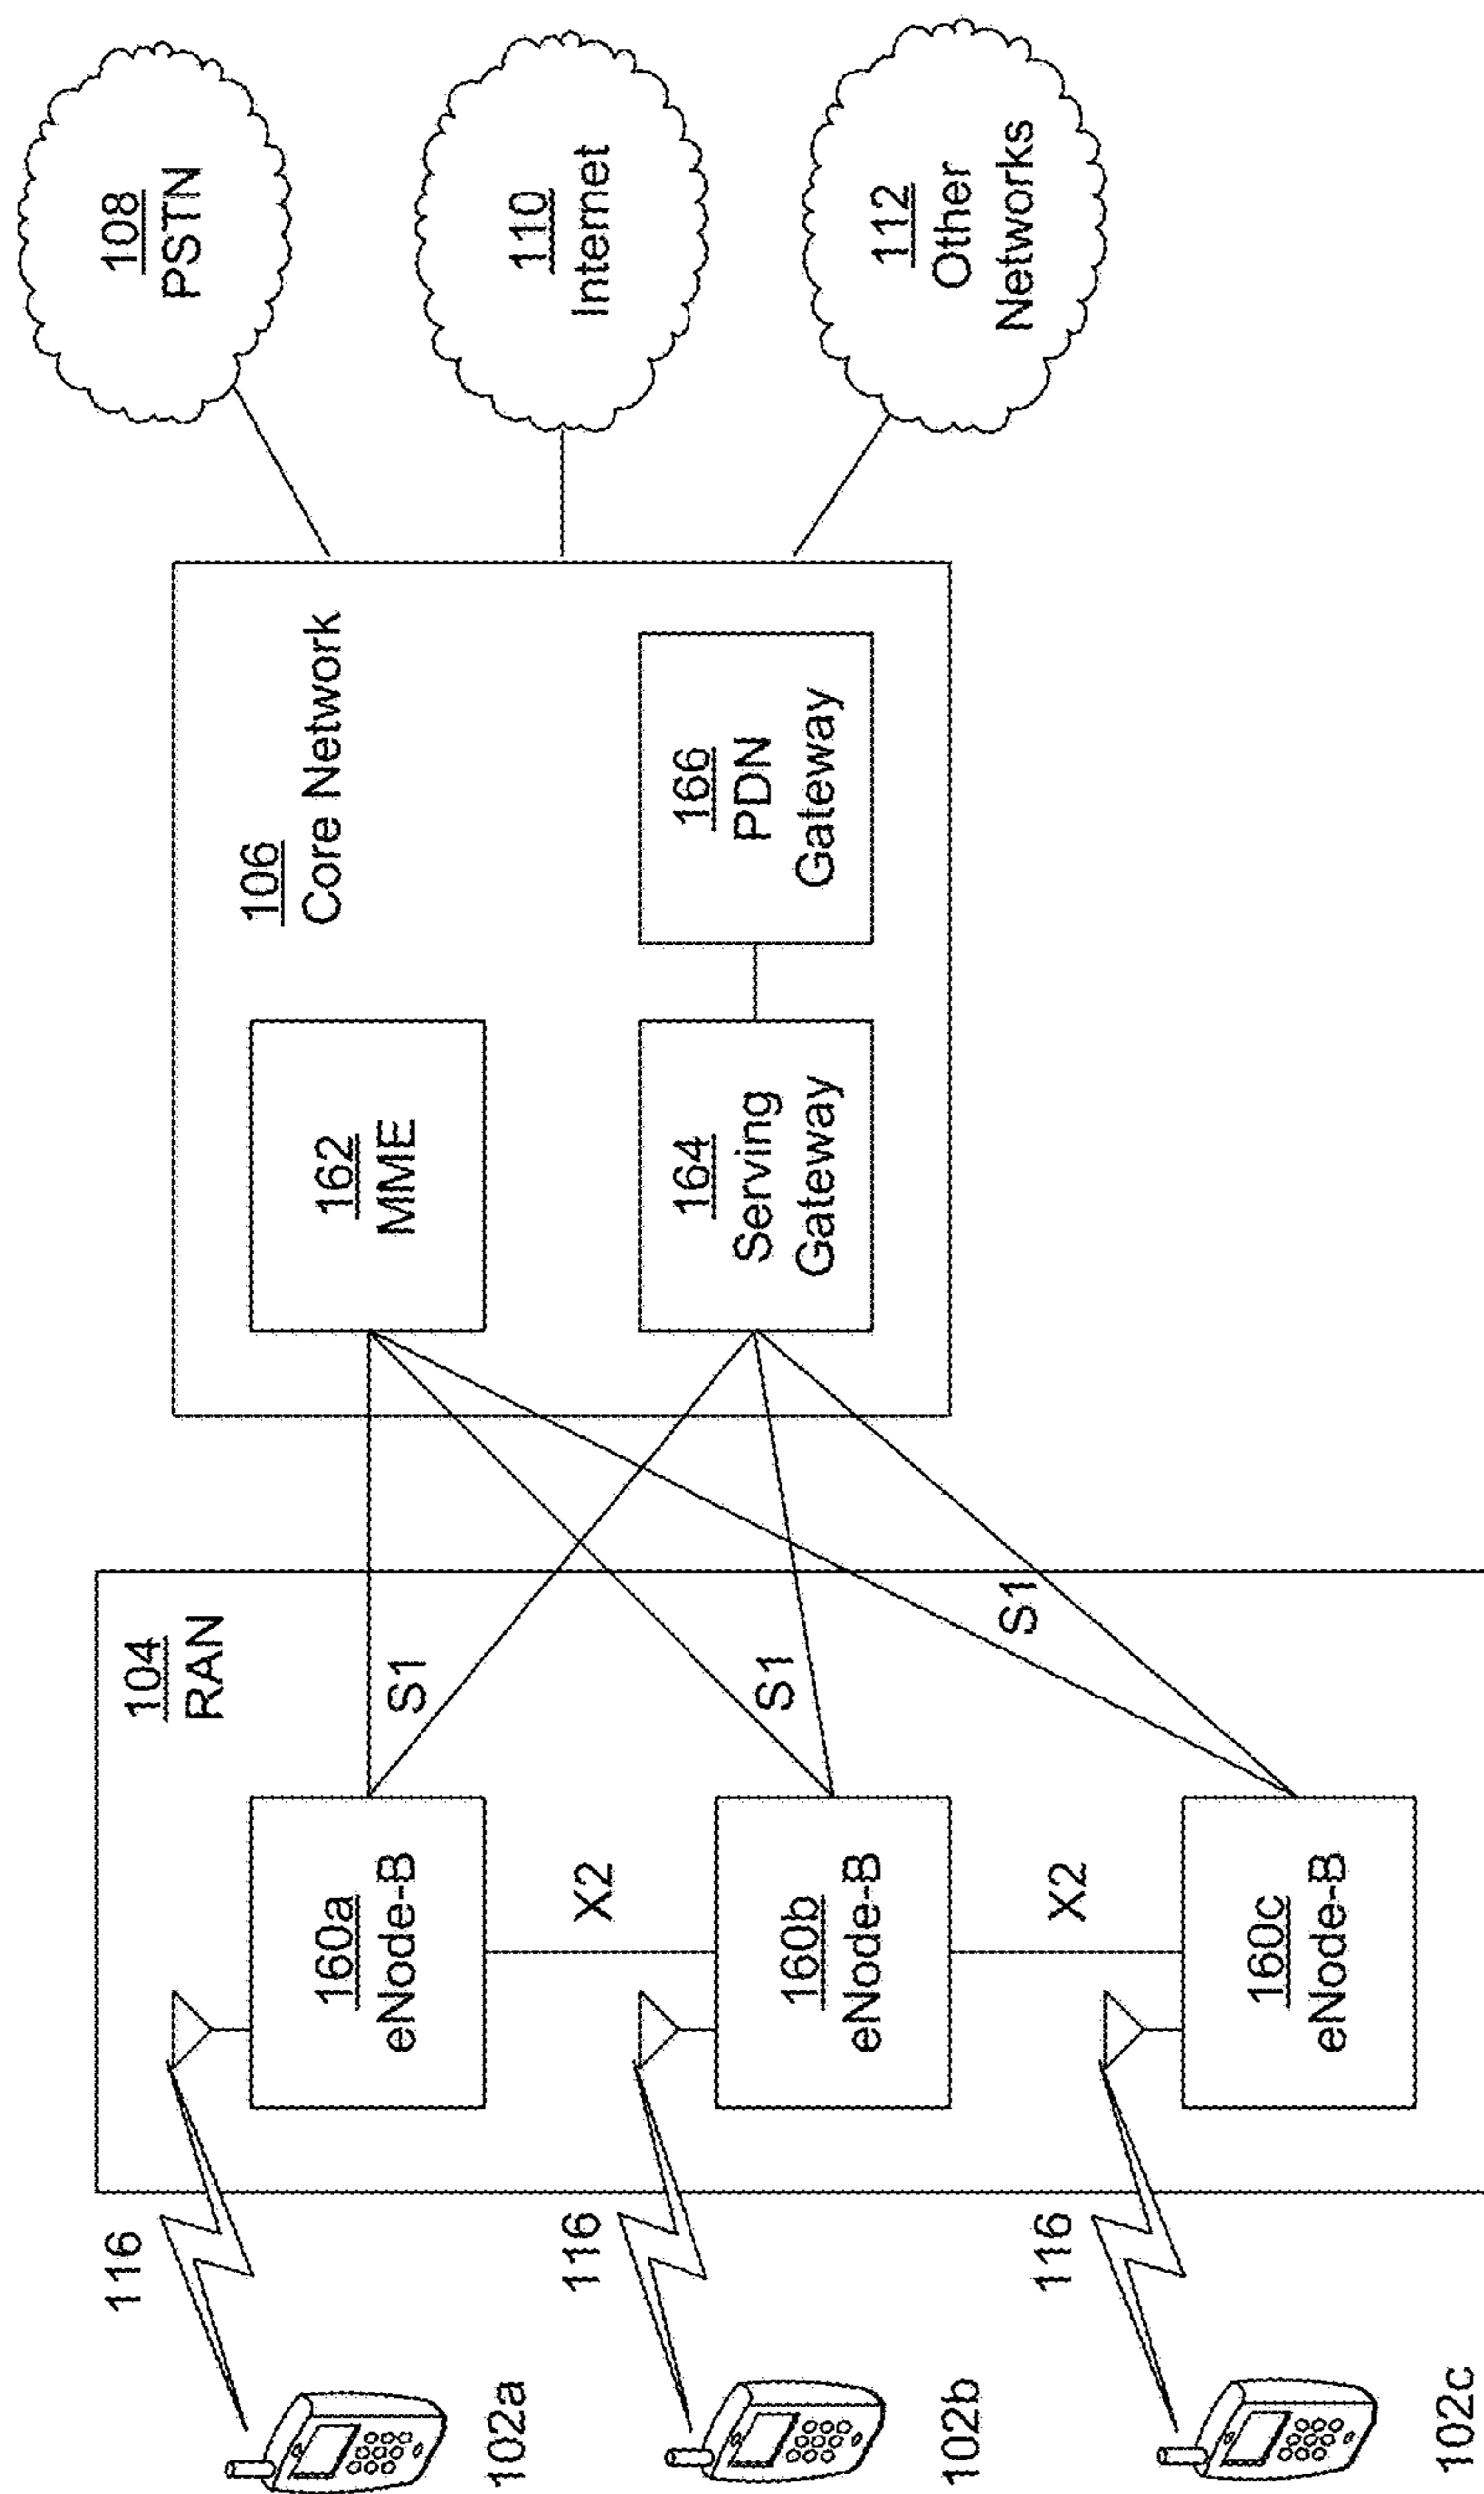 116
102a
116
102b
116
102c
104
RAN
160a
eNode-B
X2
160b
eNode-B
X2
160c
eNode-B
S1
S1
S1
106
Core Network
162
MME
164
Serving
Gateway
166
PDN
Gateway
108
PSTN
110
Internet
112
Other
Networks